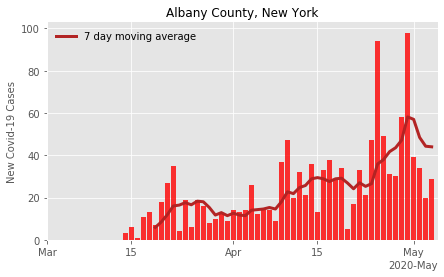 Albany County, New York
7 day moving average
New Covid-19 Cases
100
80
60
40
20
0
Mar
15
Apr
15
May
2020-May